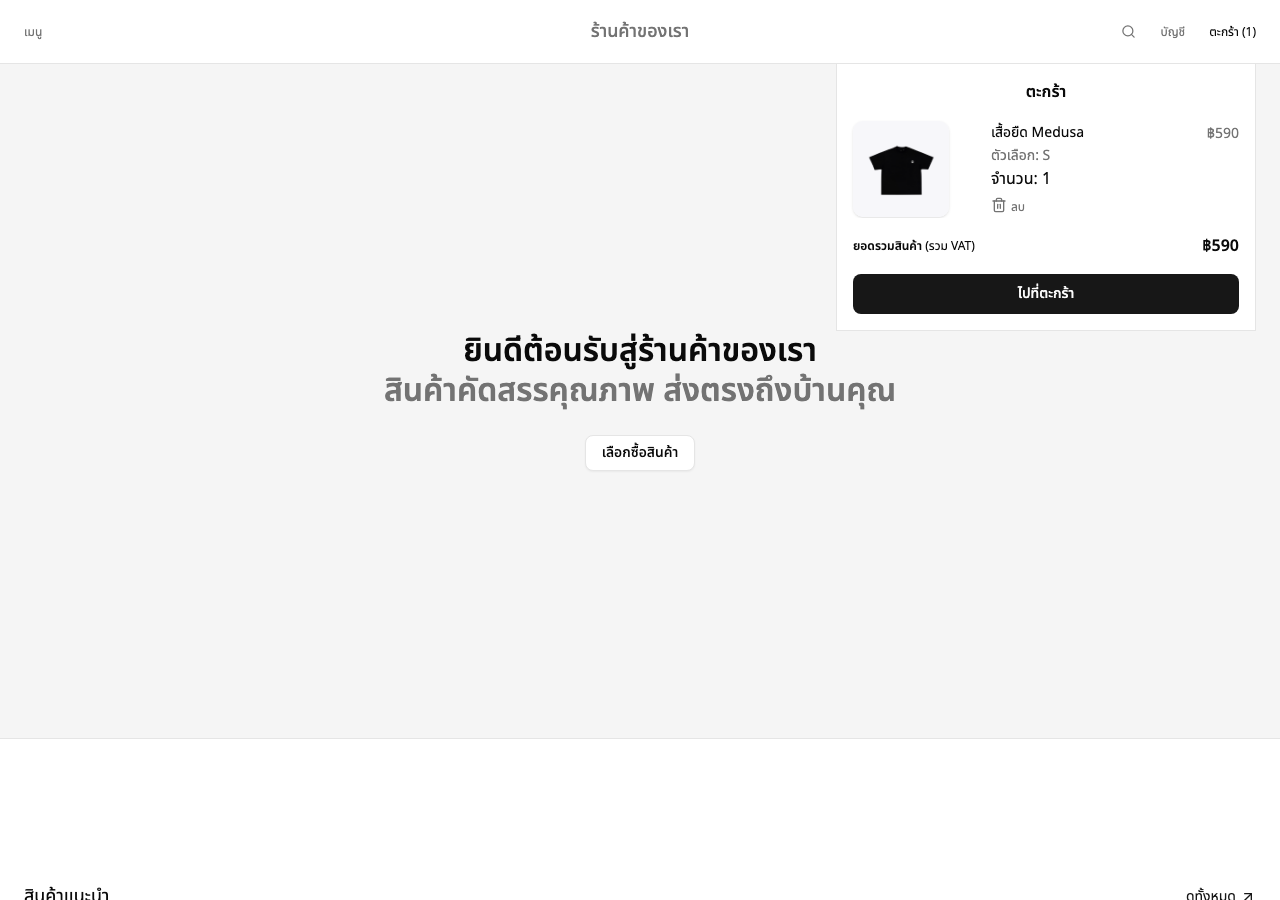 เมนู
ร้านค้าของเรา
บัญชี
ตะกร้า (1)
ตะกร้า
เสื้อยืด Medusa
฿590
ตัวเลือก: S
จำนวน: 1
ลบ
ยอดรวมสินค้า (รวม VAT)
฿590
ไปที่ตะกร้า
ยินดีต้อนรับสู่ร้านค้าของเรา
สินค้าคัดสรรคุณภาพ ส่งตรงถึงบ้านคุณ
เลือกซื้อสินค้า
สินค้าแนะนำ
ดูทั้งหมด